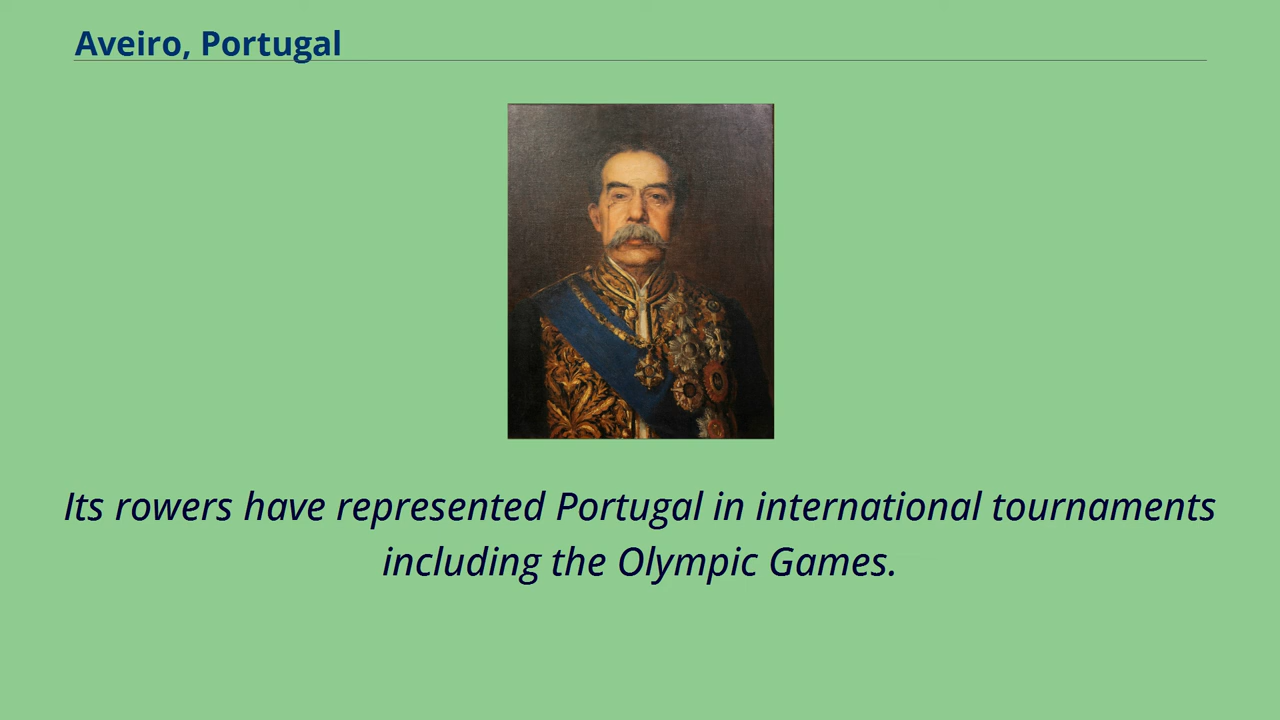 Aveiro, Portugal
Its rowers have represented Portugal in international tournaments
including the Olympic Games.